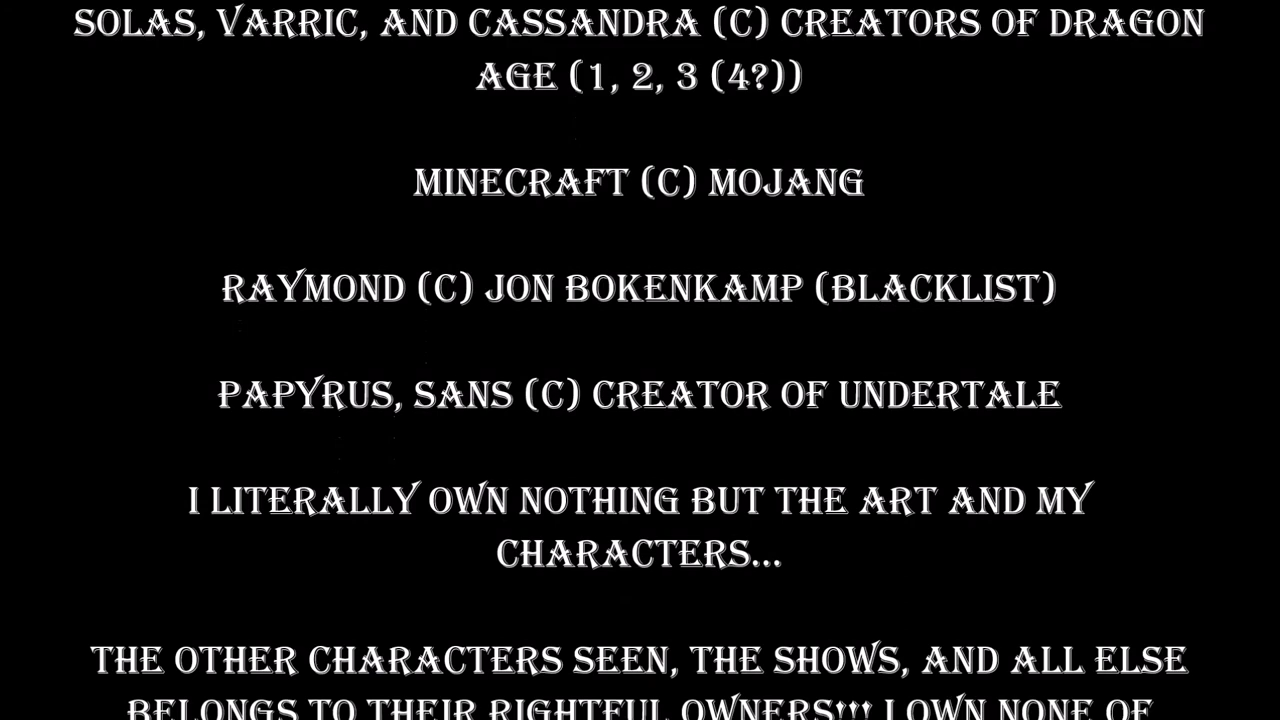 SOLAS, VARRIC, AND CASSANDRA (C) CREATORS OF DRAGON
AGE (1, 2, 3 (4?))
MINECRAFT (C) MOJANG
RAYMOND (C) JON BOKENKAMP (BLACKLIST)
PAPYRUS, SANS (C) CREATOR OF UNDERTALE
I LITERALLY OWN NOTHING BUT THE ART AND MY
CHARACTERS...
THE OTHER CHARACTERS SEEN, THE SHOWS, AND ALL ELSE
BELONGS TO THEIR RIGHTFUL OWNERS!!! I OWN NONE OF